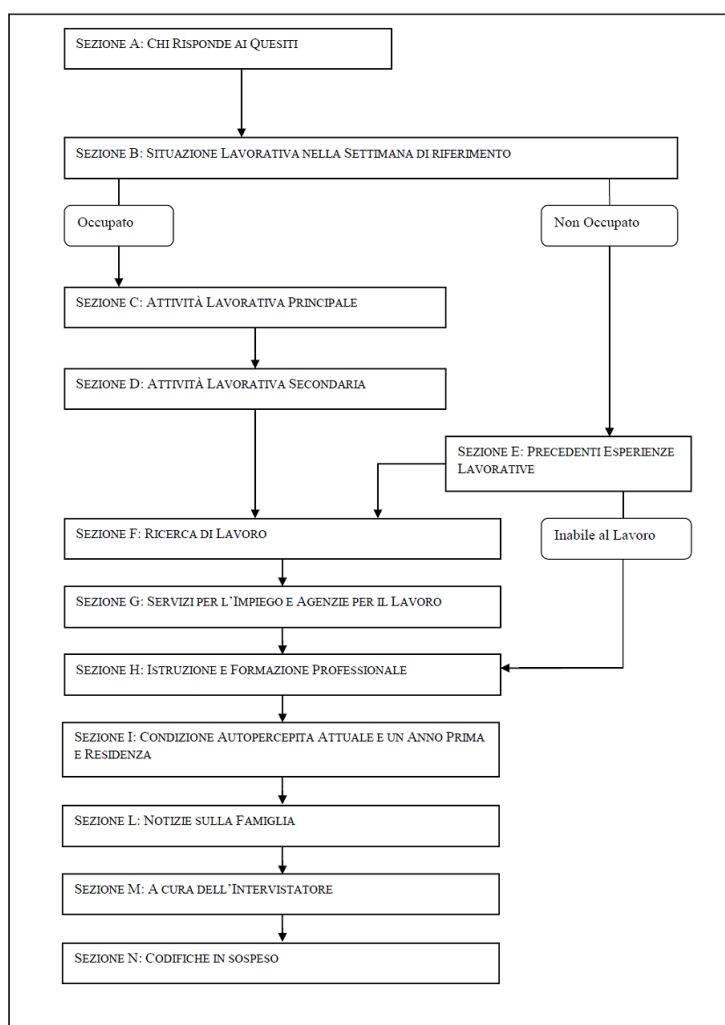 SEZIONE A: CHI RISPONDE AI QUESITI
SEZIONE B: SITUAZIONE LAVORATIVA NELLA SETTIMANA DI RIFERIMENTO
Occupato
Non Occupato
SEZIONE C: ATTIVITÀ LAVORATIVA PRINCIPALE
SEZIONE D: ATTIVITÀ LAVORATIVA SECONDARIA
SEZIONE E: PRECEDENTI ESPERIENZE
LAVORATIVE
SEZIONE F: RICERCA DI LAVORO
Inabile al Lavoro
SEZIONE G: SERVIZI PER L'IMPIEGO E AGENZIE PER IL LAVORO
SEZIONE H: ISTRUZIONE E FORMAZIONE PROFESSIONALE
SEZIONE I: CONDIZIONE AUTOPERCEPITA ATTUALE E UN ANNO PRIMA
E RESIDENZA
SEZIONE L: NOTIZIE SULLA FAMIGLIA
SEZIONE M: A CURA DELL'INTERVISTATORE
SEZIONE N: CODIFICHE IN SOSPESO